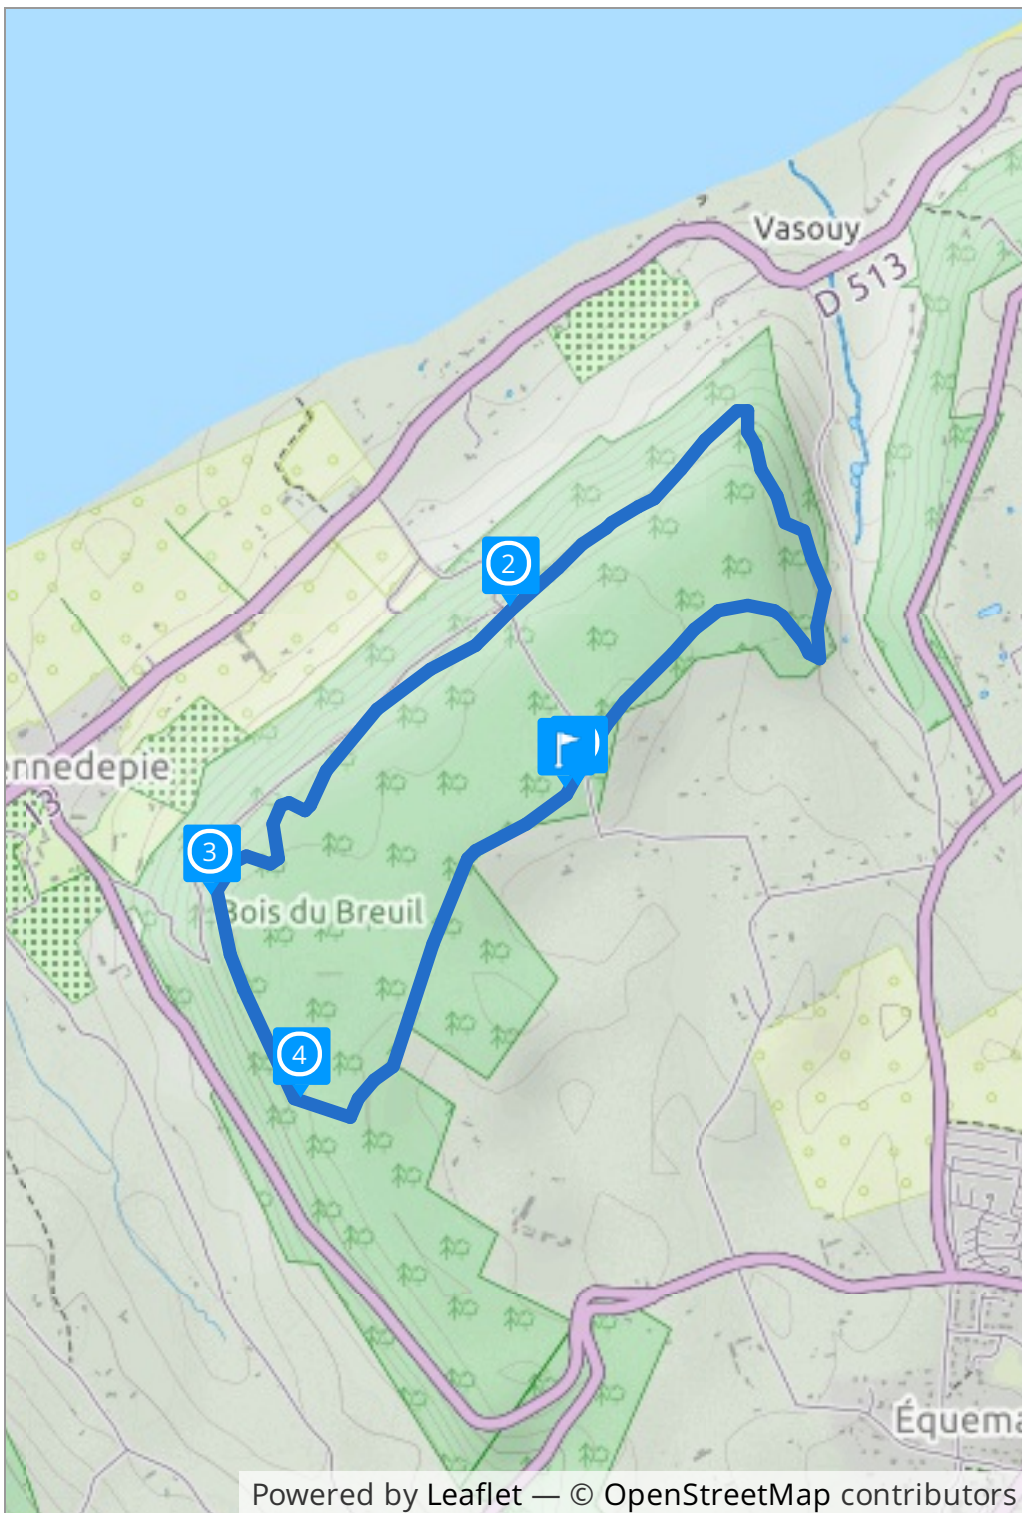 Vasouy
D 513
2
nnedepie
13
3
Bois du Breuil
4
Équema
Powered by Leaflet — © OpenStreetMap contributors